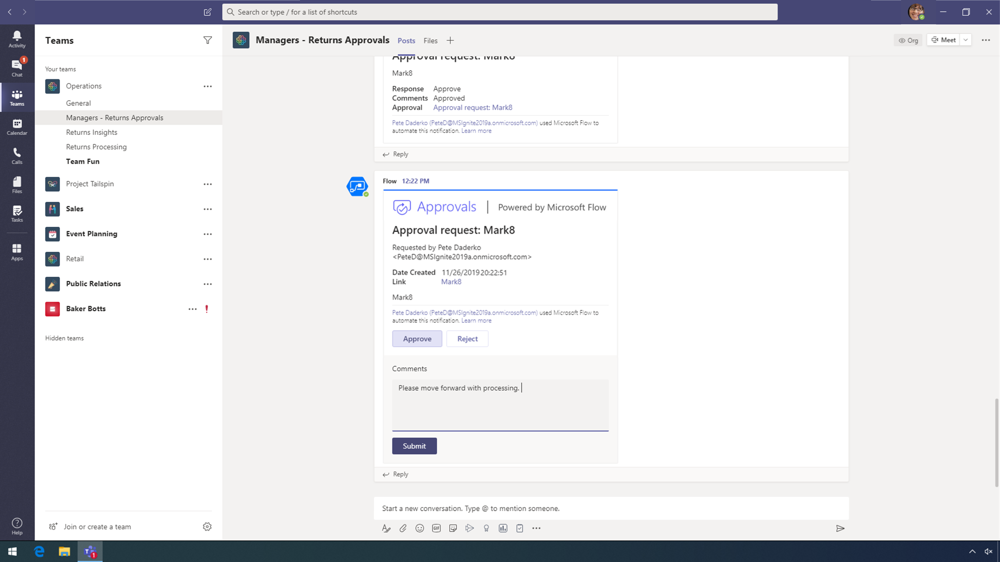 Search or type / for a list of shortcuts
Activity
1
Chat
Teams
Calendar
Calls
Files
Tasks
Apps
Help
Teams
Your teams
Operations
General
Managers - Returns Approvals
Returns Insights
Returns Processing
Team Fun
Project Tailspin
Sales
Event Planning
Retail
Public Relations
Baker Botts
Hidden teams
Join or create a team
Managers - Returns Approvals Posts Files
Org
Meet
Approval request: Mark8
Mark8
Response Approve
Comments Approved
Approval Approval request: Mark8
Pete Daderko (PeteD@MSIgnite2019a.onmicrosoft.com) used Microsoft Flow to
automate this notification. Learn more
Reply
Flow 12:22 PM
Approvals | Powered by Microsoft Flow
Approval request: Mark8
Requested by Pete Daderko
<PeteD@MSIgnite2019a.onmicrosoft.com>
Date Created 11/26/2019 20:22:51
Link Mark8
Mark8
Pete Daderko (PeteD@MSIgnite2019a.onmicrosoft.com) used Microsoft Flow to
automate this notification. Learn more
Approve Reject
Comments
Please move forward with processing.
Submit
Reply
Start a new conversation. Type @ to mention someone.
GIF
T
1